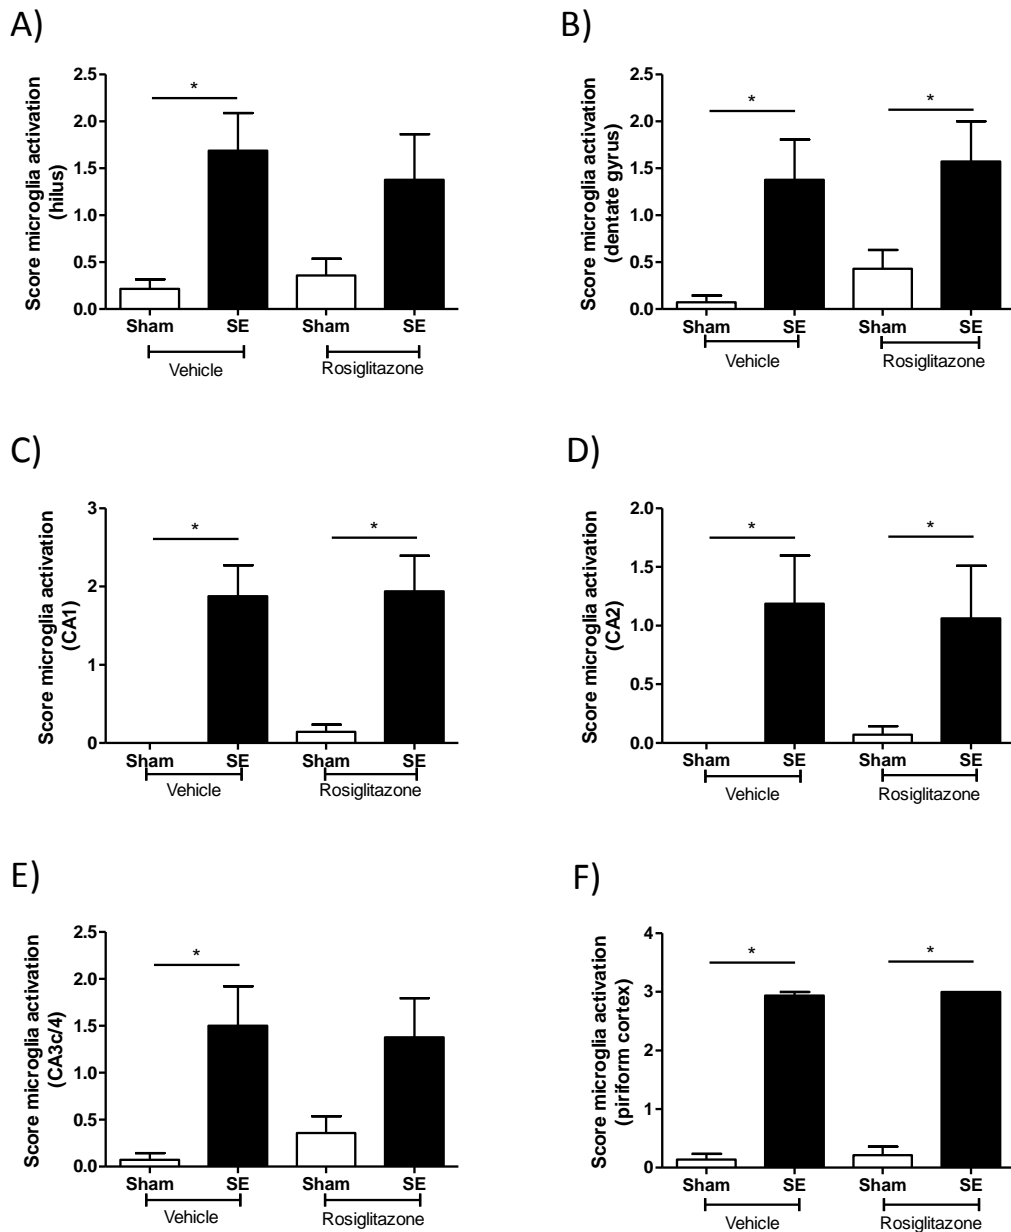 A)
Score microglia activation
(hilus)
2.5
2.0
1.5
1.0
0.5
0.0
*
Sham SE Sham SE
Vehicle Rosiglitazone
B)
Score microglia activation
(dentate gyrus)
2.5
2.0
1.5
1.0
0.5
0.0
* *
Sham SE Sham SE
Vehicle Rosiglitazone
C)
Score microglia activation
(CA1)
3
2
1
0
* *
Sham SE Sham SE
Vehicle Rosiglitazone
D)
Score microglia activation
(CA2)
2.0
1.5
1.0
0.5
0.0
* *
Sham SE Sham SE
Vehicle Rosiglitazone
E)
Score microglia activation
(CA3c/4)
2.5
2.0
1.5
1.0
0.5
0.0
*
Sham SE Sham SE
Vehicle Rosiglitazone
F)
Score microglia activation
(piriform cortex)
4
3
2
1
0
* *
Sham SE Sham SE
Vehicle Rosiglitazone